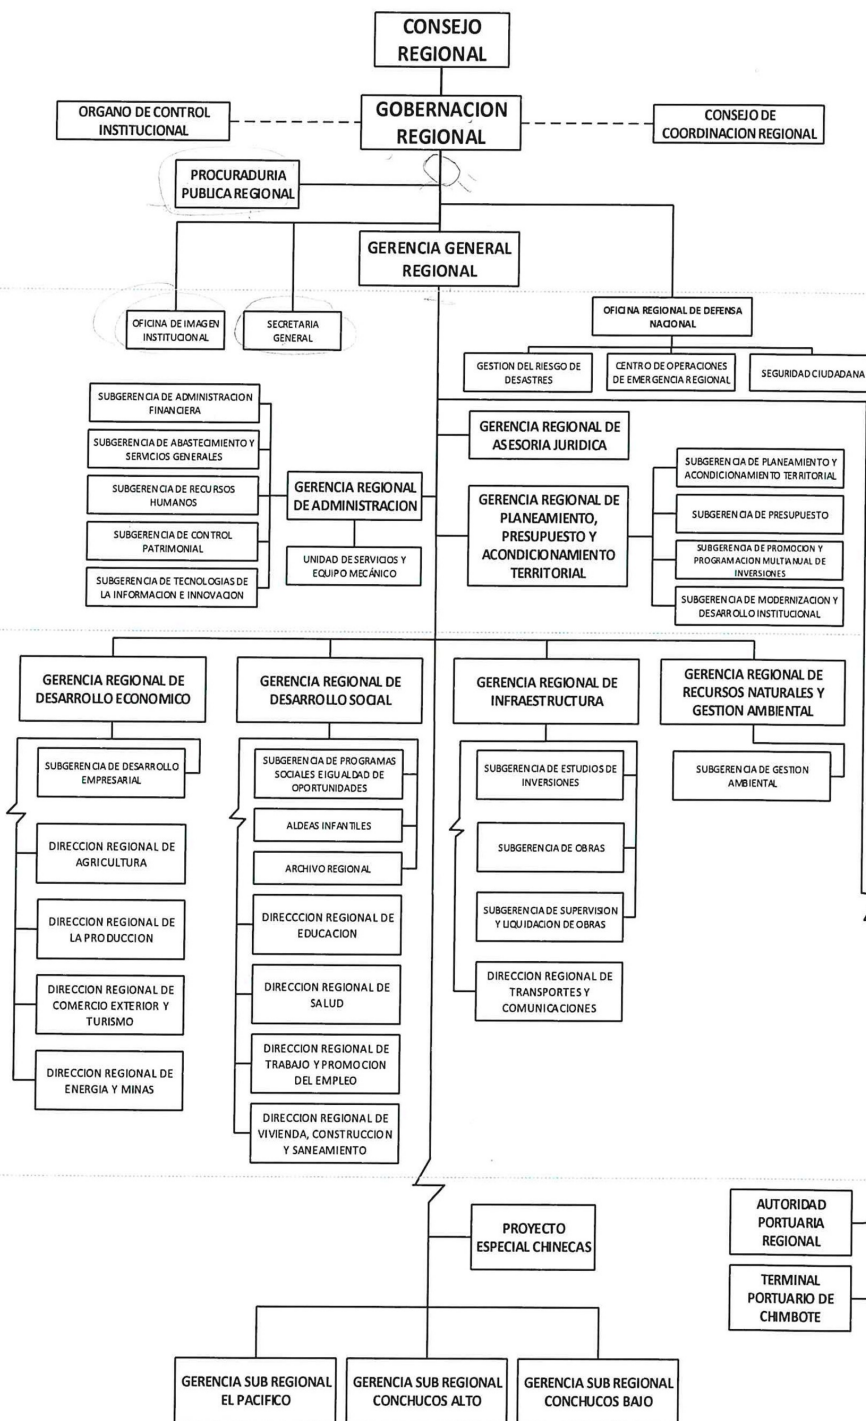 CONSEJO
REGIONAL
ORGANO DE CONTROL
INSTITUCIONAL
GOBERNACION
REGIONAL
CONSEJO DE
COORDINACION REGIONAL
PROCURADURIA
PUBLICA REGIONAL
GERENCIA GENERAL
REGIONAL
OFICINA DE IMAGEN
INSTITUCIONAL
SECRETARIA
GENERAL
OFICINA REGIONAL DE DEFENSA
NACIONAL
GESTION DEL RIESGO DE
DESASTRES
CENTRO DE OPERACIONES
DE EMERGENCIA REGIONAL
SEGURIDAD CIUDADANA
SUBGERENCIA DE ADMINISTRACION
FINANCIERA
SUBGERENCIA DE ABASTECIMIENTO Y
SERVICIOS GENERALES
SUBGERENCIA DE RECURSOS
HUMANOS
SUBGERENCIA DE CONTROL
PATRIMONIAL
SUBGERENCIA DE TECNOLOGIAS DE
LA INFORMACION E INNOVACION
GERENCIA REGIONAL
DE ADMINISTRACION
UNIDAD DE SERVICIOS Y
EQUIPO MECÁNICO
GERENCIA REGIONAL DE
ASESORIA JURIDICA
GERENCIA REGIONAL DE
PLANEAMIENTO,
PRESUPUESTO Y
ACONDICIONAMIENTO
TERRITORIAL
SUBGERENCIA DE PLANEAMIENTO Y
ACONDICIONAMIENTO TERRITORIAL
SUBGERENCIA DE PRESUPUESTO
SUBGERENCIA DE PROMOCION Y
PROGRAMACION MULTIANUAL DE
INVERSIONES
SUBGERENCIA DE MODERNIZACION Y
DESARROLLO INSTITUCIONAL
GERENCIA REGIONAL DE
DESARROLLO ECONOMICO
SUBGERENCIA DE DESARROLLO
EMPRESARIAL
DIRECCION REGIONAL DE
AGRICULTURA
DIRECCION REGIONAL DE
LA PRODUCCION
DIRECCION REGIONAL DE
COMERCIO EXTERIOR Y
TURISMO
DIRECCION REGIONAL DE
ENERGIA Y MINAS
GERENCIA REGIONAL DE
DESARROLLO SOCIAL
SUBGERENCIA DE PROGRAMAS
SOCIALES E IGUALDAD DE
OPORTUNIDADES
ALDEAS INFANTILES
ARCHIVO REGIONAL
DIRECCCION REGIONAL DE
EDUCACION
DIRECCION REGIONAL DE
SALUD
DIRECCION REGIONAL DE
TRABAJO Y PROMOCION
DEL EMPLEO
DIRECCION REGIONAL DE
VIVIENDA, CONSTRUCCION
Y SANEAMIENTO
GERENCIA REGIONAL DE
INFRAESTRUCTURA
SUBGERENCIA DE ESTUDIOS DE
INVERSIONES
SUBGERENCIA DE OBRAS
SUBGERENCIA DE SUPERVISION
Y LIQUIDACION DE OBRAS
DIRECCION REGIONAL DE
TRANSPORTES Y
COMUNICACIONES
GERENCIA REGIONAL DE
RECURSOS NATURALES Y
GESTION AMBIENTAL
SUBGERENCIA DE GESTION
AMBIENTAL
PROYECTO
ESPECIAL CHINECAS
AUTORIDAD
PORTUARIA
REGIONAL
TERMINAL
PORTUARIO DE
CHIMBOTE
GERENCIA SUB REGIONAL
EL PACIFICO
GERENCIA SUB REGIONAL
CONCHUCOS ALTO
GERENCIA SUB REGIONAL
CONCHUCOS BAJO